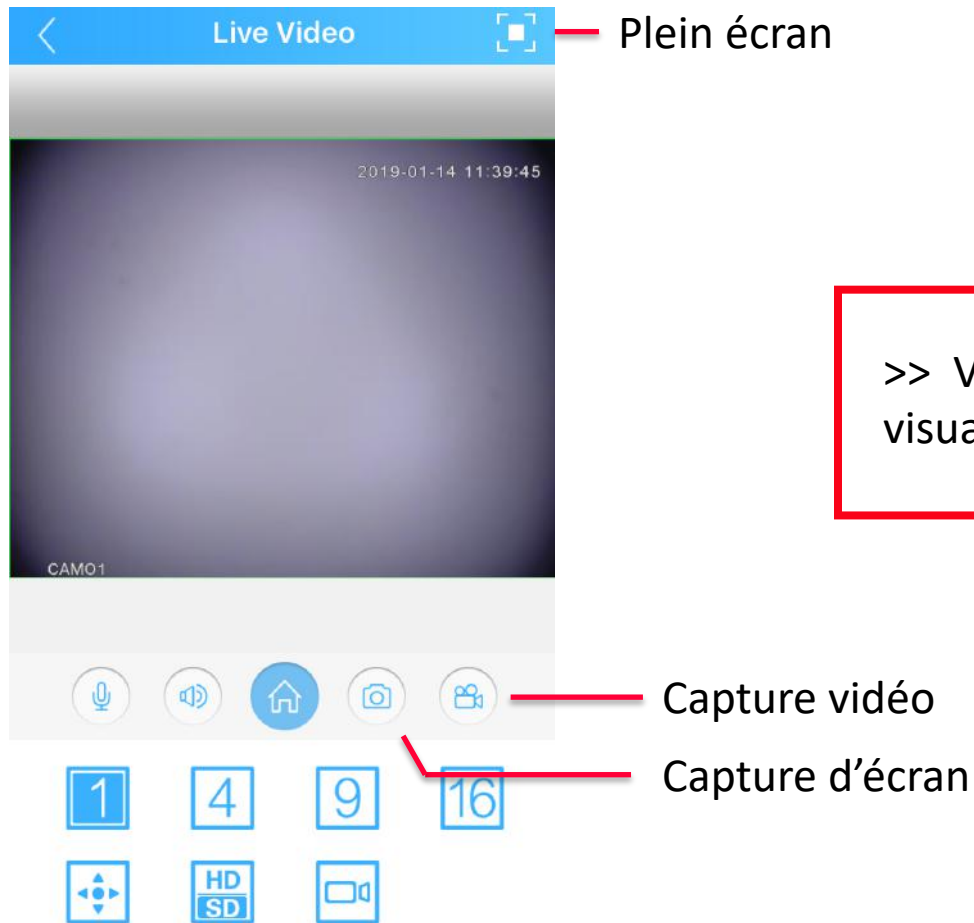 Live Video
Plein écran
2019-01-14 11:39:45
CAM01
Capture vidéo
Capture d’écran
1 4 9 16
HD
SD